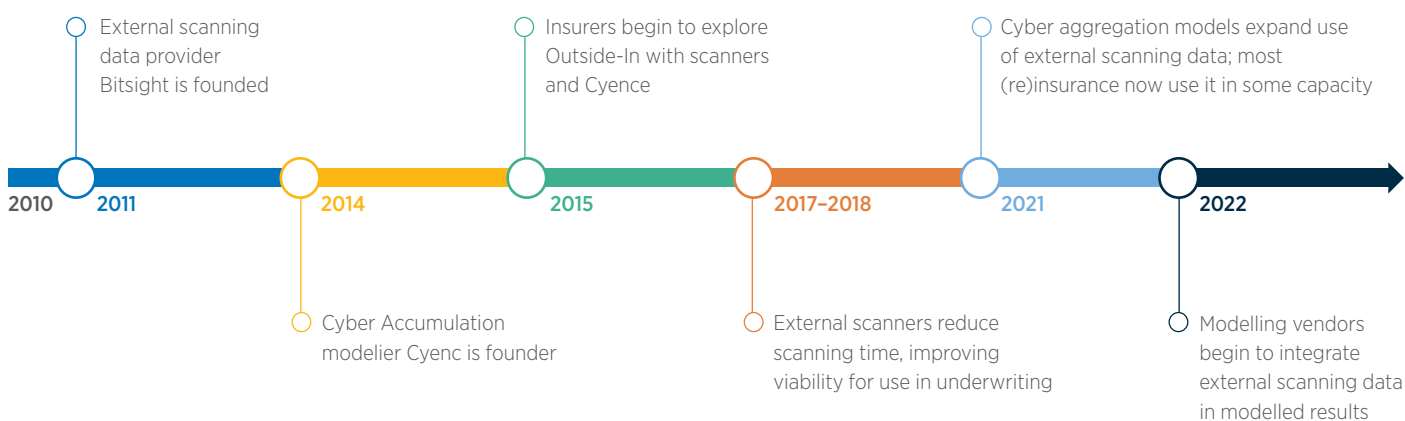 External scanning
data provider
Bitsight is founded
Insurers begin to explore
Outside-In with scanners
and Cyence
Cyber aggregation models expand use
of external scanning data; most
(re)insurance now use it in some capacity
2010
2011
2014
2015
2017–2018
2021
2022
Cyber Accumulation
modelier Cyenc is founder
External scanners reduce
scanning time, improving
viability for use in underwriting
Modelling vendors
begin to integrate
external scanning data
in modelled results